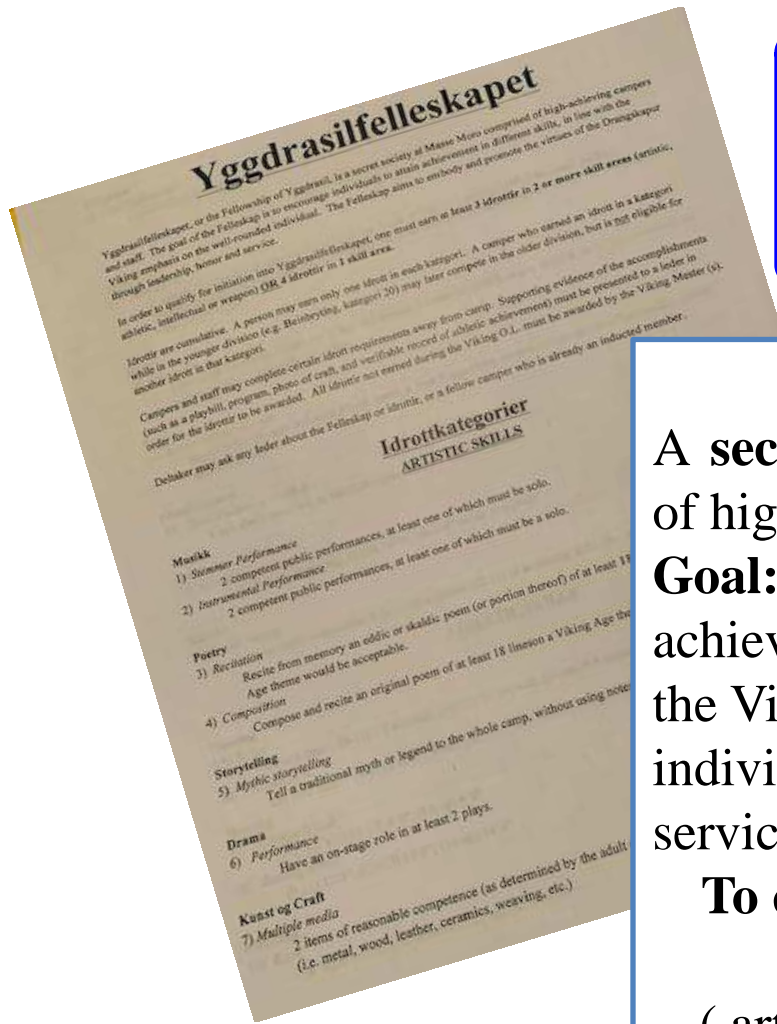 Yggdrasilfelleskapet
Yggdrasilfelleskapet, or the Fellowship of Yggdrasil, is a secret society at Masse Moro comprised of high-achieving campers
and staff. The goal of the Felleskap is to encourage individuals to attain achievement in different skills, in line with the
Viking emphasis on the well-rounded individual. The Felleskap aims to embody and promote the virtues of the Drangskapur
through leadership, honor and service.
In order to qualify for initiation into Yggdrasilfelleskapet, one must earn at least 3 idrottir in 2 or more skill areas (artistic,
athletic, intellectual or weapon) OR 4 idrottir in 1 skill area.
Idrottir are cumulative. A person may earn only one idrott in each kategori. A camper who earned an idrott in a kategori
while in the younger division (e.g. Beinbryting, kategori 20) may later compete in the older division, but is not eligible for
another idrott in that kategori.
Campers and staff may complete certain idrott requirements away from camp. Supporting evidence of the accomplishments
(such as a playbill, program, photo of craft, and verifiable record of athletic achievement) must be presented to a leder in
order for the idrottir to be awarded. All idrottir not earned during the Viking O.L. must be awarded by the Viking Mester (s).
Deltaker may ask any leder about the Felleskap or idrottir, or a fellow camper who is already an inducted member.
Idrottkategorier
ARTISTIC SKILLS
Musikk
1) Stemmer Performance
2 competent public performances, at least one of which must be solo.
2) Instrumental Performance
2 competent public performances, at least one of which must be a solo.
Poetry
3) Recitation
Recite from memory an eddic or skaldic poem (or portion thereof) of at least 18
Age theme would be acceptable.
4) Composition
Compose and recite an original poem of at least 18 lineson a Viking Age the
Storytelling
5) Mythic storytelling
Tell a traditional myth or legend to the whole camp, without using note
Drama
6) Performance
Have an on-stage role in at least 2 plays.
Kunst og Craft
7) Multiple media
2 items of reasonable competence (as determined by the adult
(i.e. metal, wood, leather, ceramics, weaving, etc.)
A sec
of hig
Goal:
achiev
the Vi
indivi
servic
To
( art